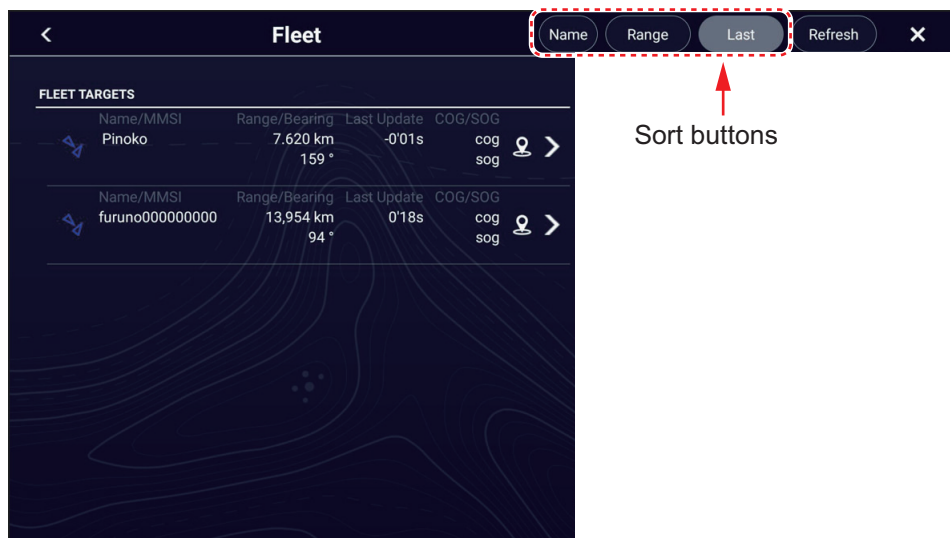 Fleet
Name Range Last Refresh
Sort buttons
FLEET TARGETS
Name/MMSI Range/Bearing Last Update COG/SOG
Pinoko 7.620 km -0'01s cog
159 ° sog
Name/MMSI Range/Bearing Last Update COG/SOG
furuno000000000 13,954 km 0'18s cog
94 ° sog